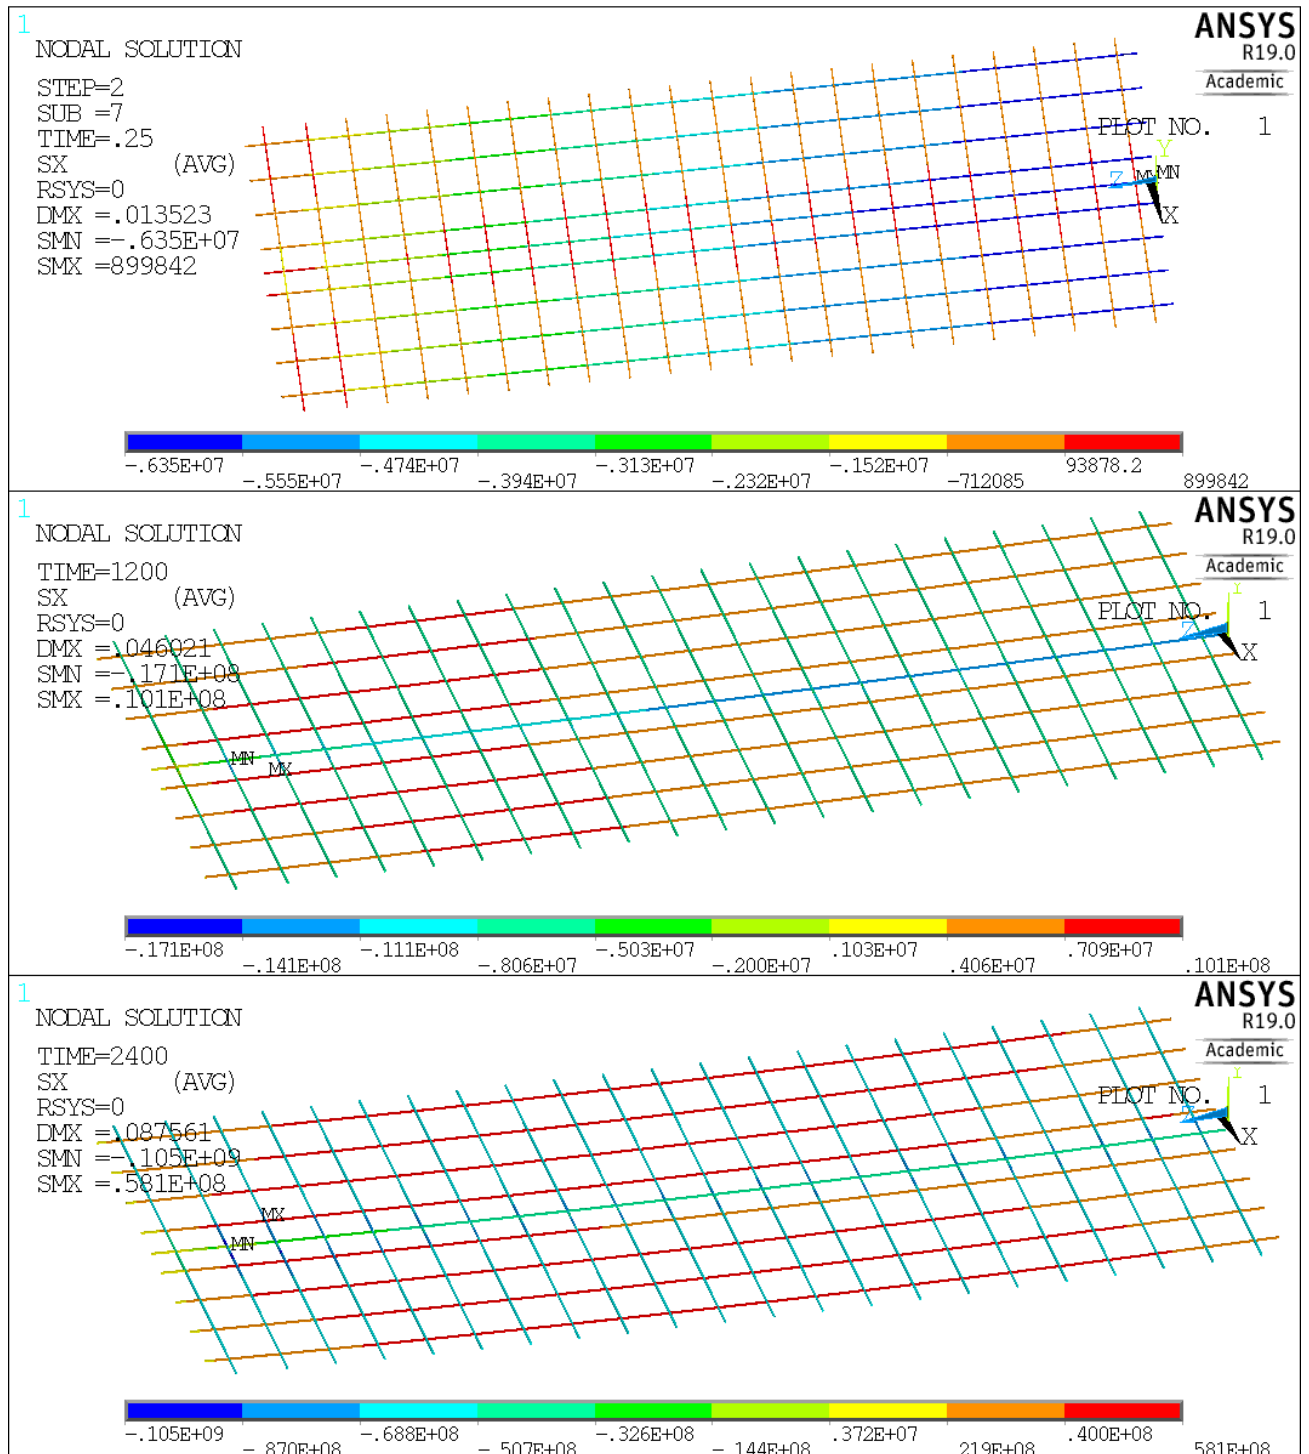 1
ANSYS
R19.0
Academic
NODAL SOLUTION
STEP=2
SUB =7
TIME=.25
SX (AVG)
RSYS=0
DMX =.013523
SMN =-.635E+07
SMX =899842
PLOT NO. 1
Y
Z
MN
X
-.635E+07 -.474E+07 -.313E+07 -.152E+07 93878.2
-.555E+07 -.394E+07 -.232E+07 -712085 899842
1
ANSYS
R19.0
Academic
NODAL SOLUTION
TIME=1200
SX (AVG)
RSYS=0
DMX =.046021
SMN =-.171E+08
SMX =.101E+08
PLOT NO. 1
Y
Z
X
MN
MX
-.171E+08 -.111E+08 -.503E+07 .103E+07 .709E+07
-.141E+08 -.806E+07 -.200E+07 .406E+07 .101E+08
1
ANSYS
R19.0
Academic
NODAL SOLUTION
TIME=2400
SX (AVG)
RSYS=0
DMX =.087561
SMN =-.105E+09
SMX =.581E+08
PLOT NO. 1
Y
Z
X
MX
MN
-.105E+09 -.688E+08 -.326E+08 .372E+07 .400E+08
-.870E+08 -.507E+08 -.144E+08 .219E+08 .581E+08